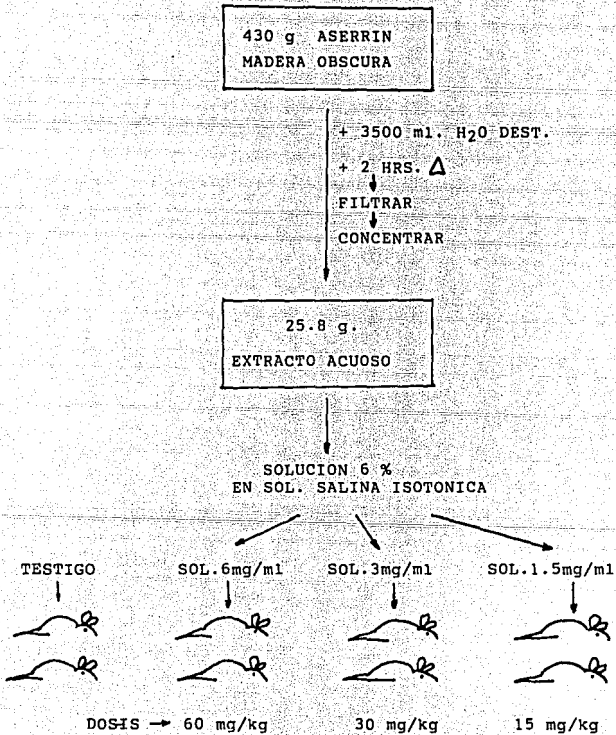 430 g ASERRIN
MADERA OBSCURA
+ 3500 ml. H2O DEST.
+ 2 HRS. Δ
FILTRAR
CONCENTRAR
25.8 g.
EXTRACTO ACUOSO
SOLUCION 6 %
EN SOL. SALINA ISOTONICA
TESTIGO SOL.6mg/ml SOL.3mg/ml SOL.1.5mg/ml
DOSIS → 60 mg/kg 30 mg/kg 15 mg/kg